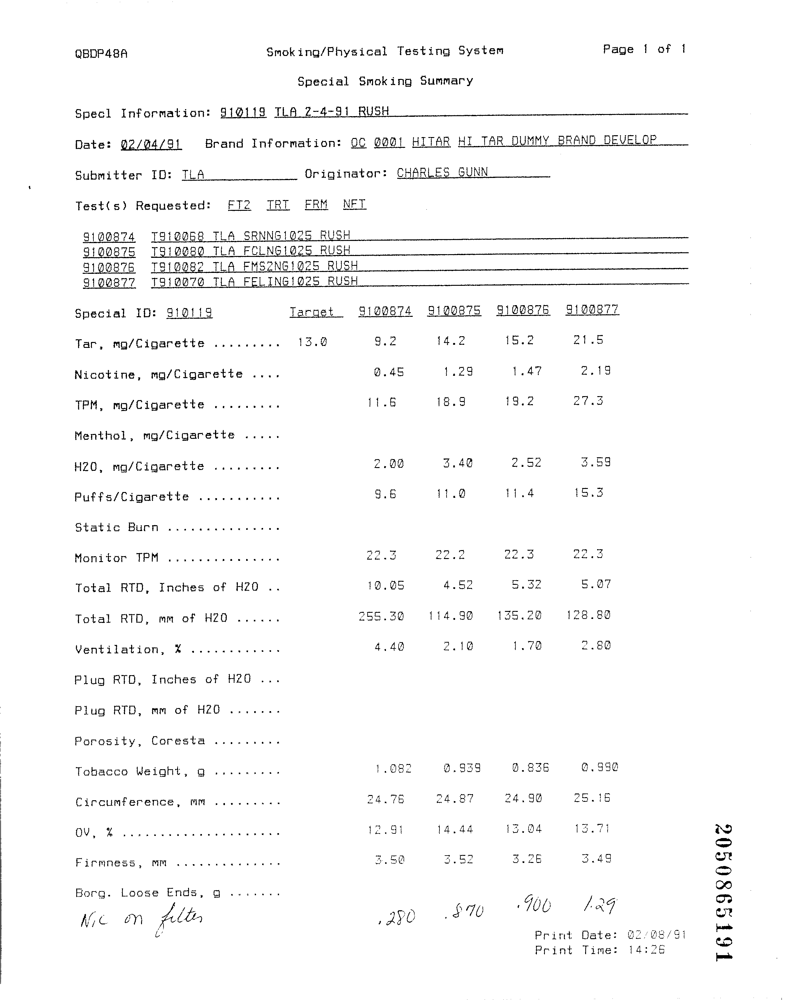 QBDP48A Smoking/Physical Testing System Page 1 of 1
Special Smoking Summary
Specl Information: 910119 TLA 2-4-91 RUSH
Date: 02/04/91 Brand Information: OC 0001 HITAR HI TAR DUMMY BRAND DEVELOP
Submitter ID: TLA Originator: CHARLES GUNN
Test(s) Requested: FT2 TRT FRM NFT
9100874 T910068 TLA SRNNG1025 RUSH
9100875 T910080 TLA FCLNG1025 RUSH
9100876 T910082 TLA FMS2NG1025 RUSH
9100877 T910070 TLA FELING1025 RUSH
Special ID: 910119 Target 9100874 9100875 9100876 9100877
Tar, mg/Cigarette ......... 13.0 9.2 14.2 15.2 21.5
Nicotine, mg/Cigarette .... 0.45 1.29 1.47 2.19
TPM, mg/Cigarette ......... 11.6 18.9 19.2 27.3
Menthol, mg/Cigarette .....
H2O, mg/Cigarette ......... 2.00 3.40 2.52 3.59
Puffs/Cigarette ........... 9.6 11.0 11.4 15.3
Static Burn ...............
Monitor TPM ............... 22.3 22.2 22.3 22.3
Total RTD, Inches of H2O .. 10.05 4.52 5.32 5.07
Total RTD, mm of H2O ...... 255.30 114.90 135.20 128.80
Ventilation, % ............ 4.40 2.10 1.70 2.80
Plug RTD, Inches of H2O ...
Plug RTD, mm of H2O .......
Porosity, Coresta .........
Tobacco Weight, g ......... 1.082 0.939 0.836 0.990
Circumference, mm ......... 24.76 24.87 24.90 25.16
OV, % ..................... 12.91 14.44 13.04 13.71
Firmness, mm .............. 3.50 3.52 3.26 3.49
Borg. Loose Ends, g .......
Nic on filter .280 .870 .900 1.29
Print Date: 02/08/91
Print Time: 14:26
2050865191